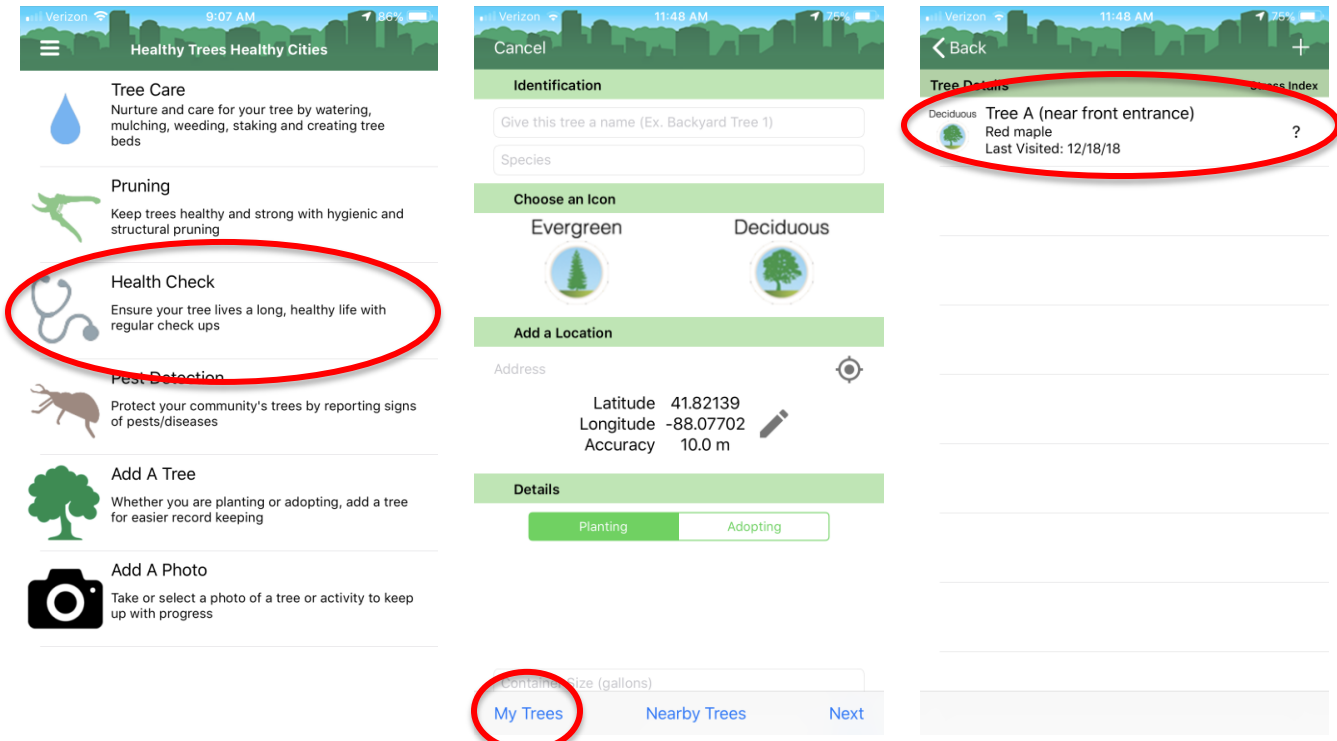 Verizon 9:07 AM 86%
Healthy Trees Healthy Cities
Tree Care
Nurture and care for your tree by watering,
mulching, weeding, staking and creating tree
beds
Pruning
Keep trees healthy and strong with hygienic and
structural pruning
Health Check
Ensure your tree lives a long, healthy life with
regular check ups
Pest Detection
Protect your community's trees by reporting signs
of pests/diseases
Add A Tree
Whether you are planting or adopting, add a tree
for easier record keeping
Add A Photo
Take or select a photo of a tree or activity to keep
up with progress
Verizon 11:48 AM 75%
Cancel
Identification
Give this tree a name (Ex. Backyard Tree 1)
Species
Choose an Icon
Evergreen Deciduous
Add a Location
Address
Latitude 41.82139
Longitude -88.07702
Accuracy 10.0 m
Details
Planting Adopting
Container Size (gallons)
My Trees Nearby Trees Next
Verizon 11:48 AM 75%
Back +
Tree Details Stress Index
Deciduous Tree A (near front entrance)
Red maple ?
Last Visited: 12/18/18